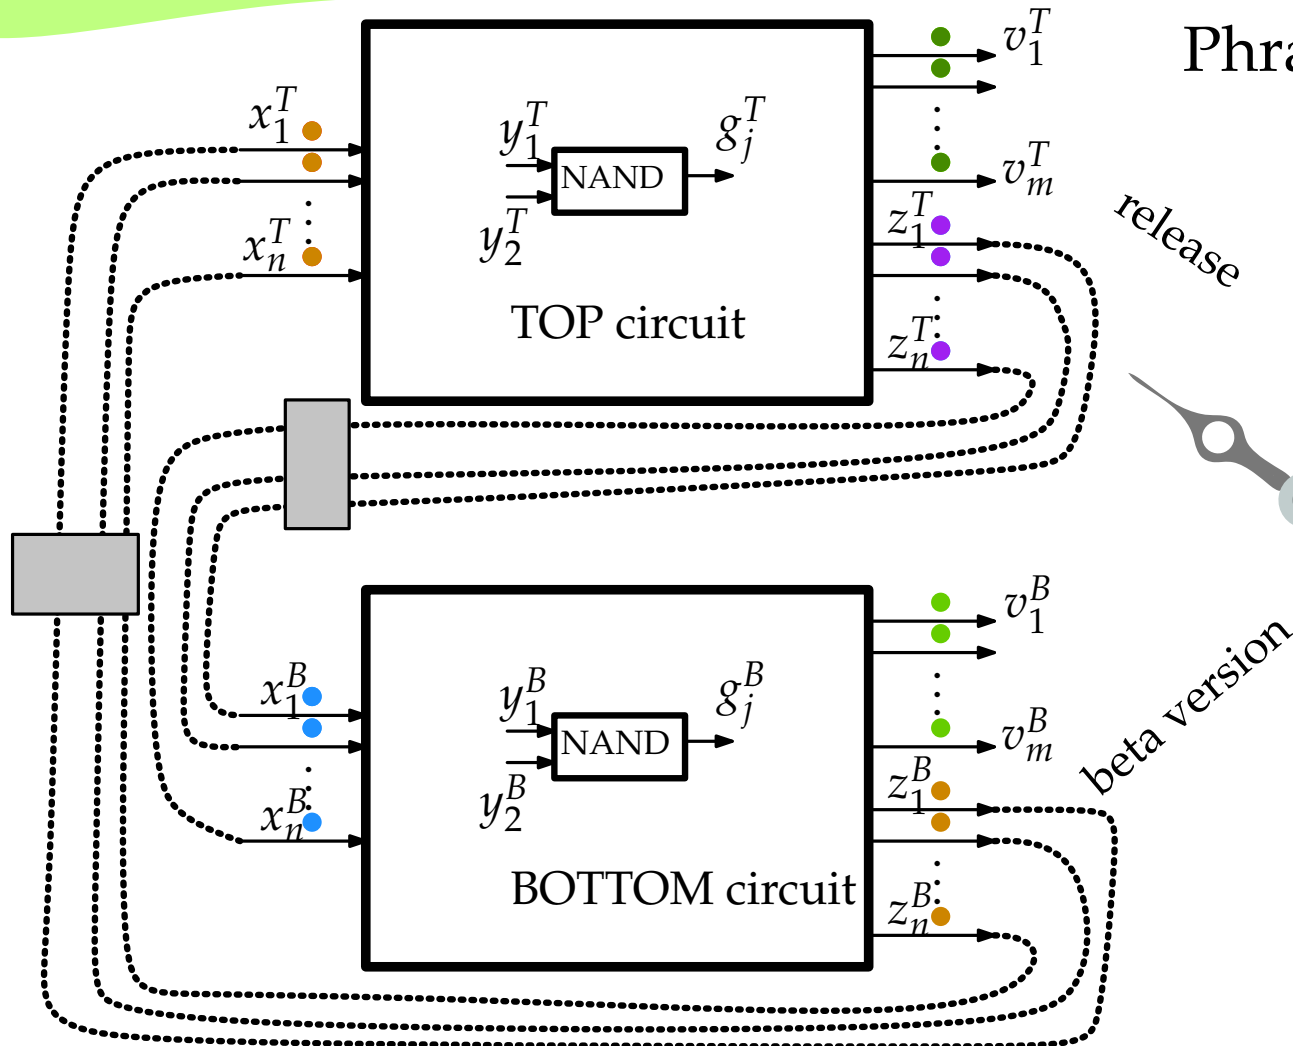 v_1^T
Phra
x_1^T
y_1^T
g_j^T
NAND
v_m^T
y_2^T
x_n^T
z_1^T
release
TOP circuit
z_n^T
v_1^B
x_1^B
y_1^B
g_j^B
NAND
v_m^B
beta version
y_2^B
x_n^B
z_1^B
BOTTOM circuit
z_n^B